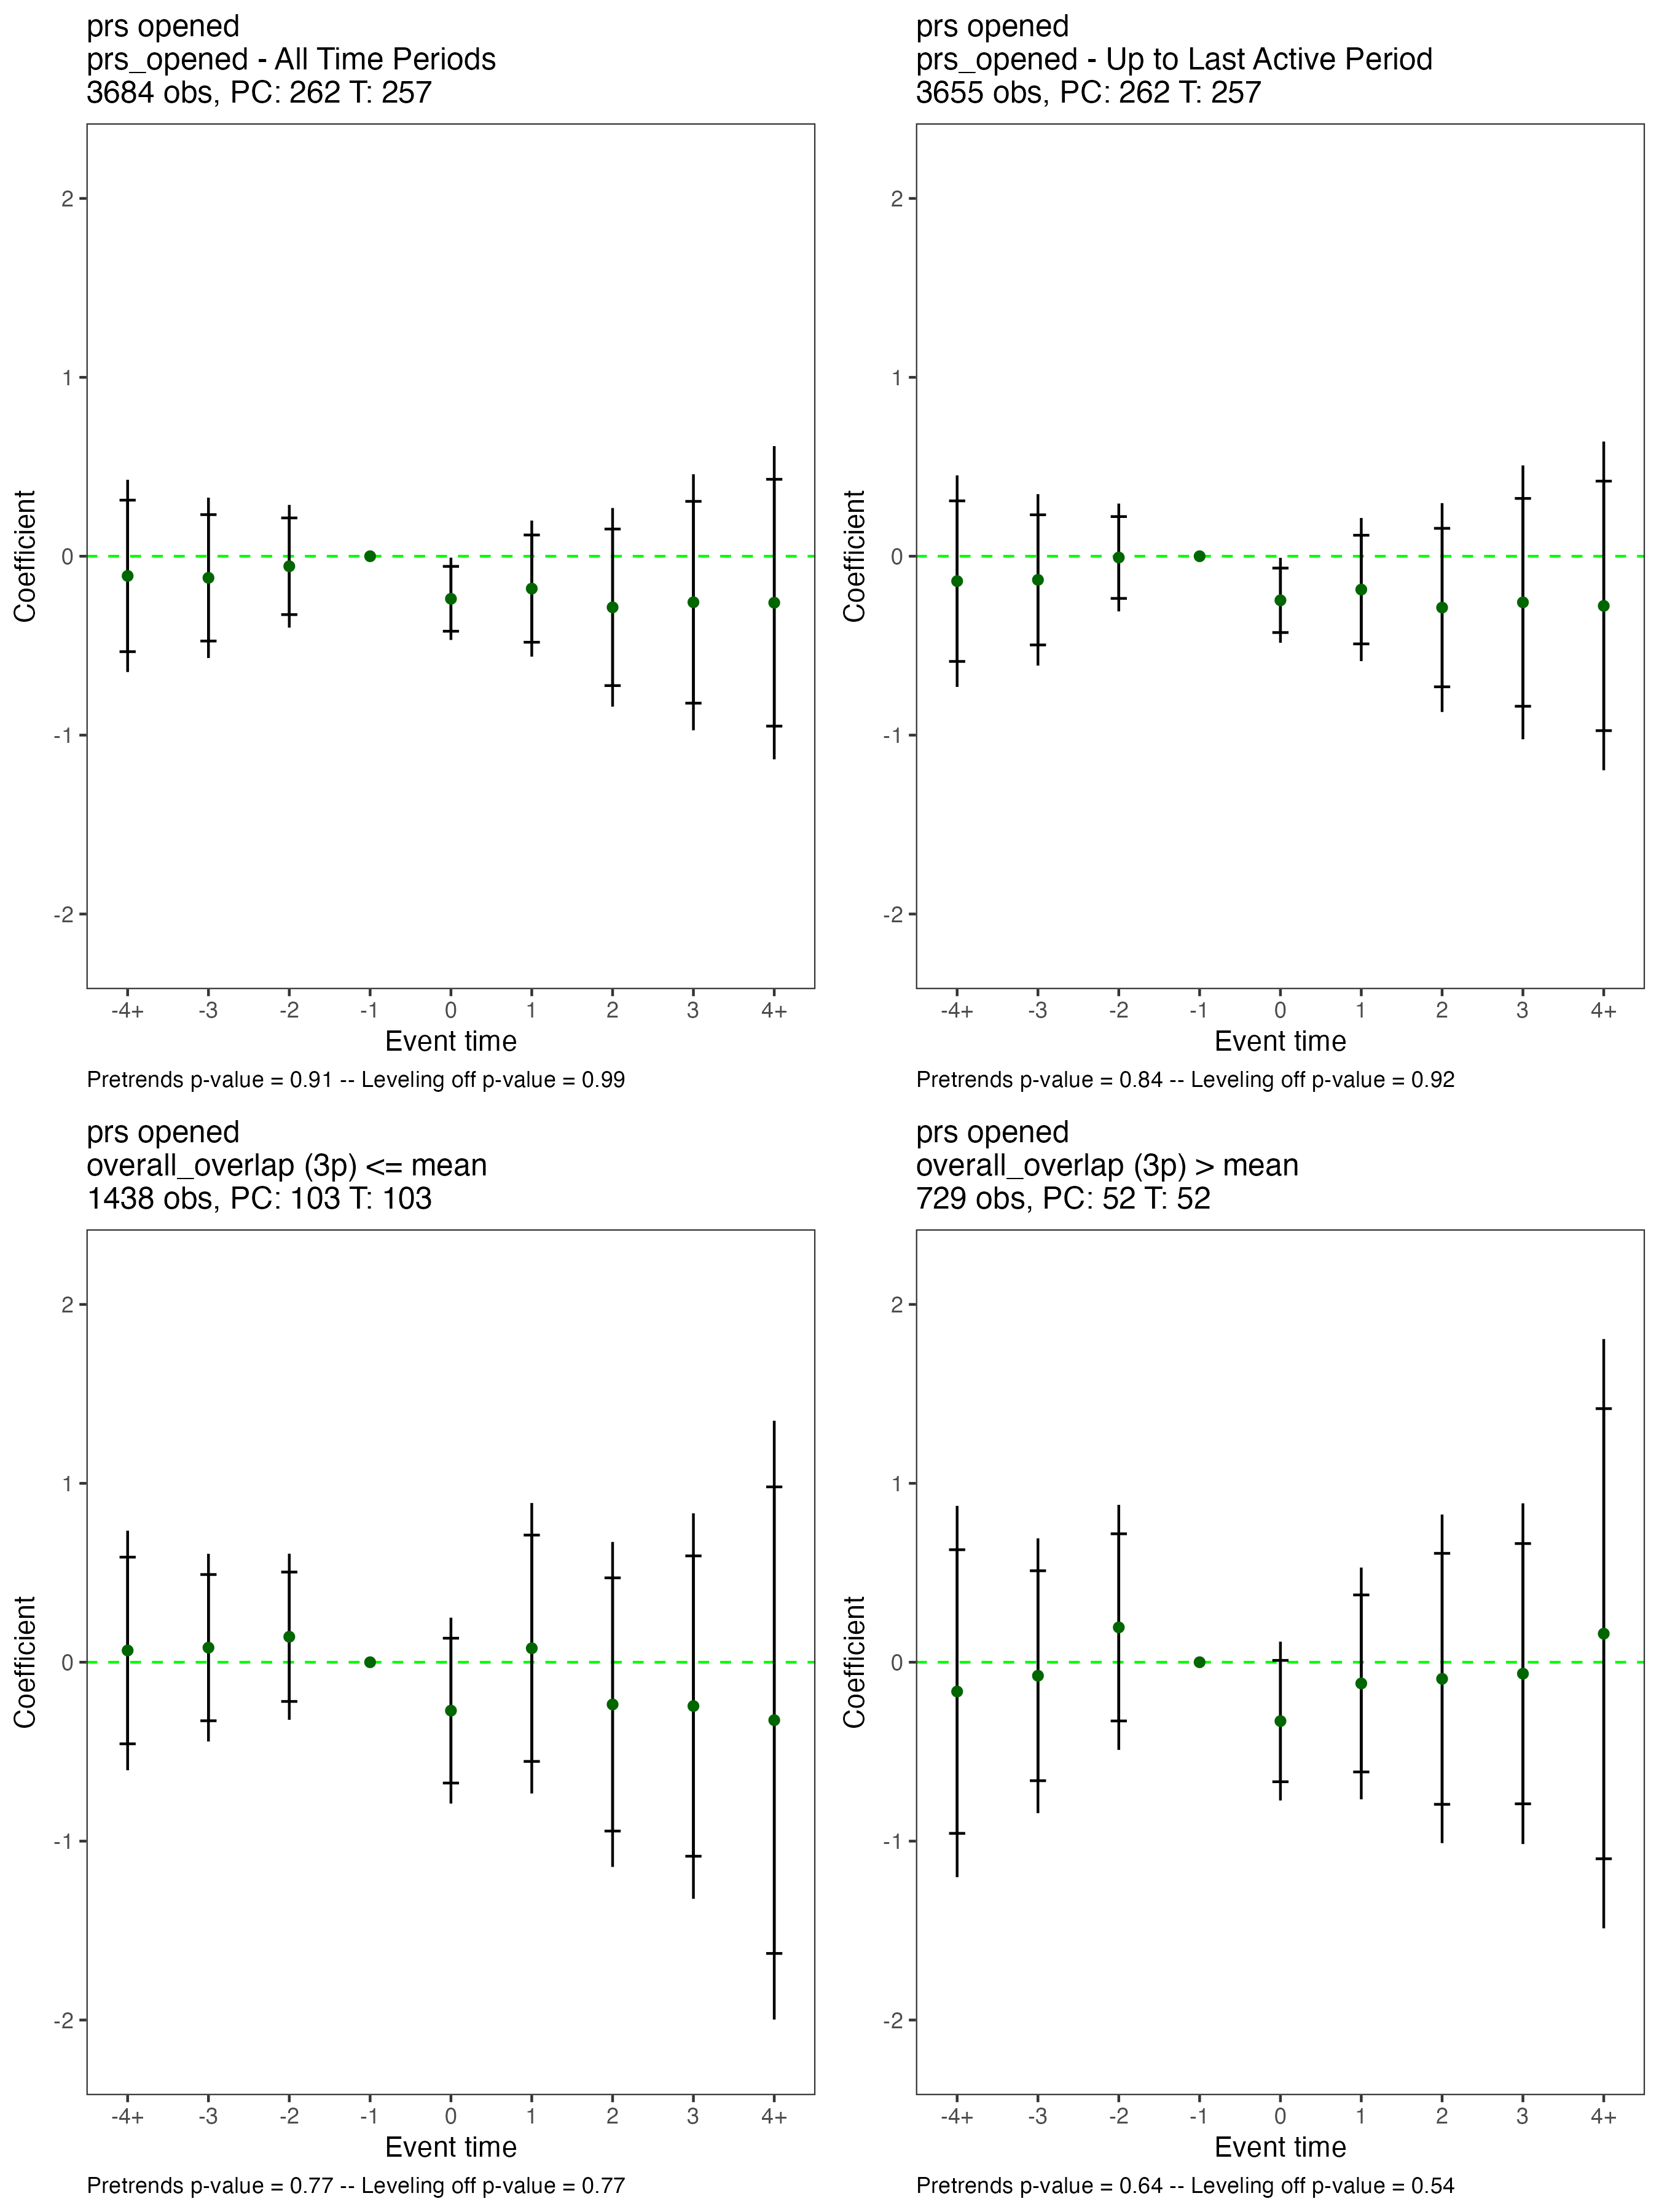 prs opened
prs_opened - All Time Periods
3684 obs, PC: 262 T: 257
2
1
0
-1
-2
Coefficient
-4+ -3 -2 -1 0 1 2 3 4+
Event time
Pretrends p-value = 0.91 -- Leveling off p-value = 0.99
prs opened
prs_opened - Up to Last Active Period
3655 obs, PC: 262 T: 257
2
1
0
-1
-2
Coefficient
-4+ -3 -2 -1 0 1 2 3 4+
Event time
Pretrends p-value = 0.84 -- Leveling off p-value = 0.92
prs opened
overall_overlap (3p) <= mean
1438 obs, PC: 103 T: 103
2
1
0
-1
-2
Coefficient
-4+ -3 -2 -1 0 1 2 3 4+
Event time
Pretrends p-value = 0.77 -- Leveling off p-value = 0.77
prs opened
overall_overlap (3p) > mean
729 obs, PC: 52 T: 52
2
1
0
-1
-2
Coefficient
-4+ -3 -2 -1 0 1 2 3 4+
Event time
Pretrends p-value = 0.64 -- Leveling off p-value = 0.54